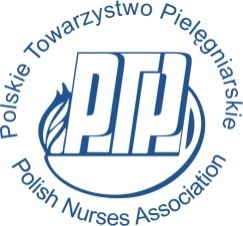 Polskie Towarzystwo Pielęgniarskie
PTP
Polish Nurses Association